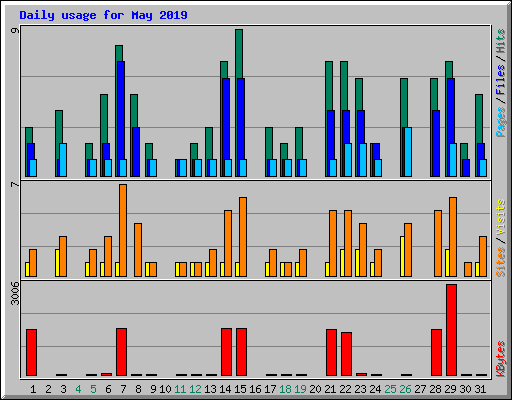 Daily usage for May 2019
9
Pages / Files / Hits
7
Sites / Visits
3006
KBytes
1 2 3 4 5 6 7 8 9 10 11 12 13 14 15 16 17 18 19 20 21 22 23 24 25 26 27 28 29 30 31